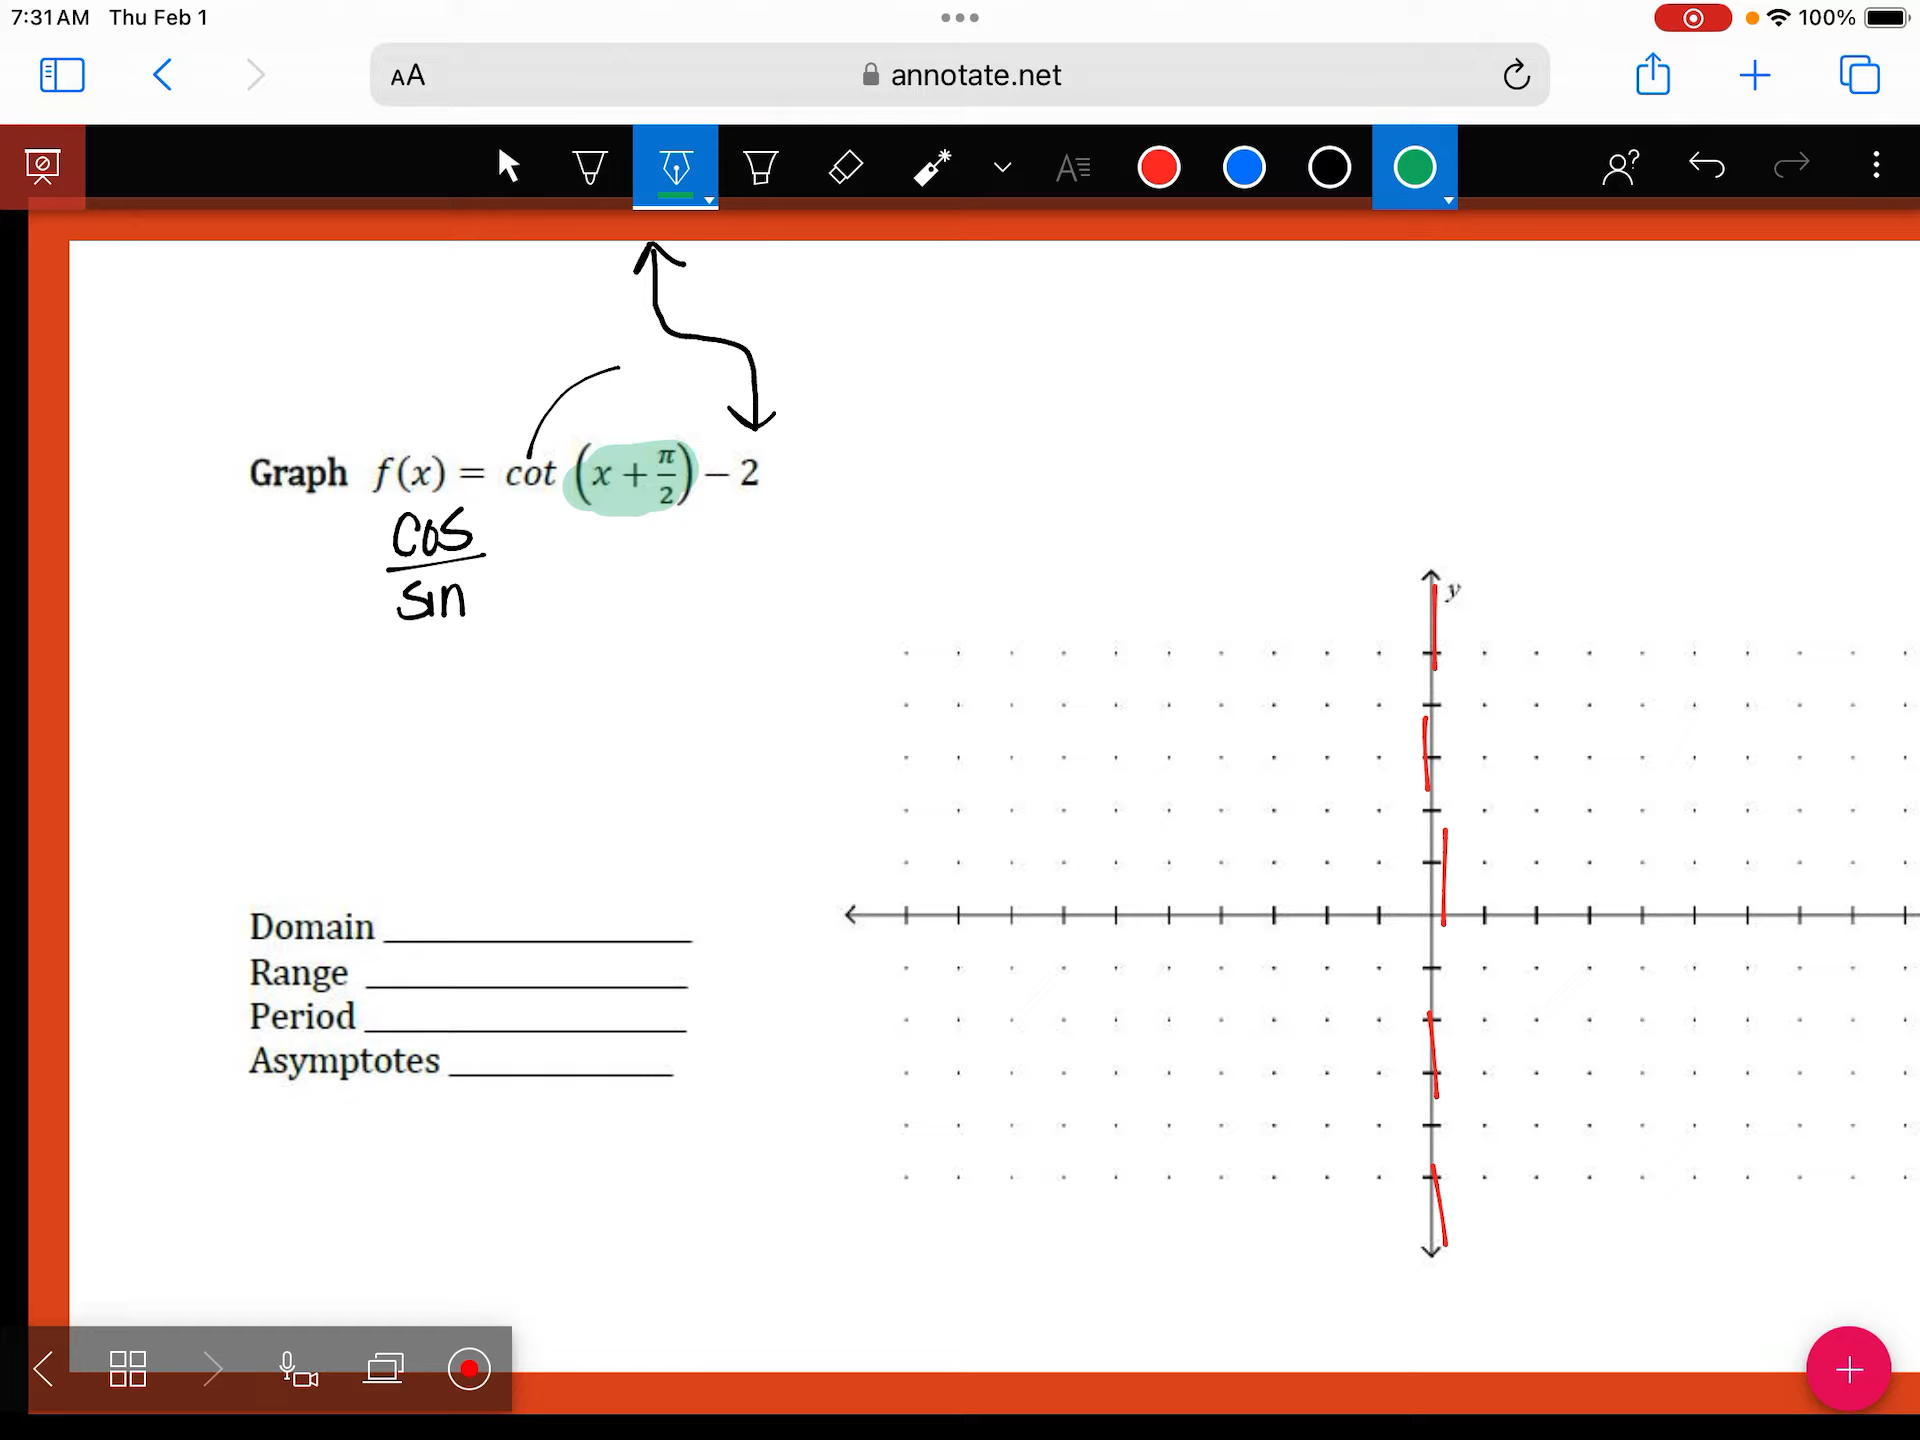 7:31 AM Thu Feb 1
100%
AA annotate.net
Graph f(x) = cot (x + π/2) − 2
cos
sin
y
Domain
Range
Period
Asymptotes